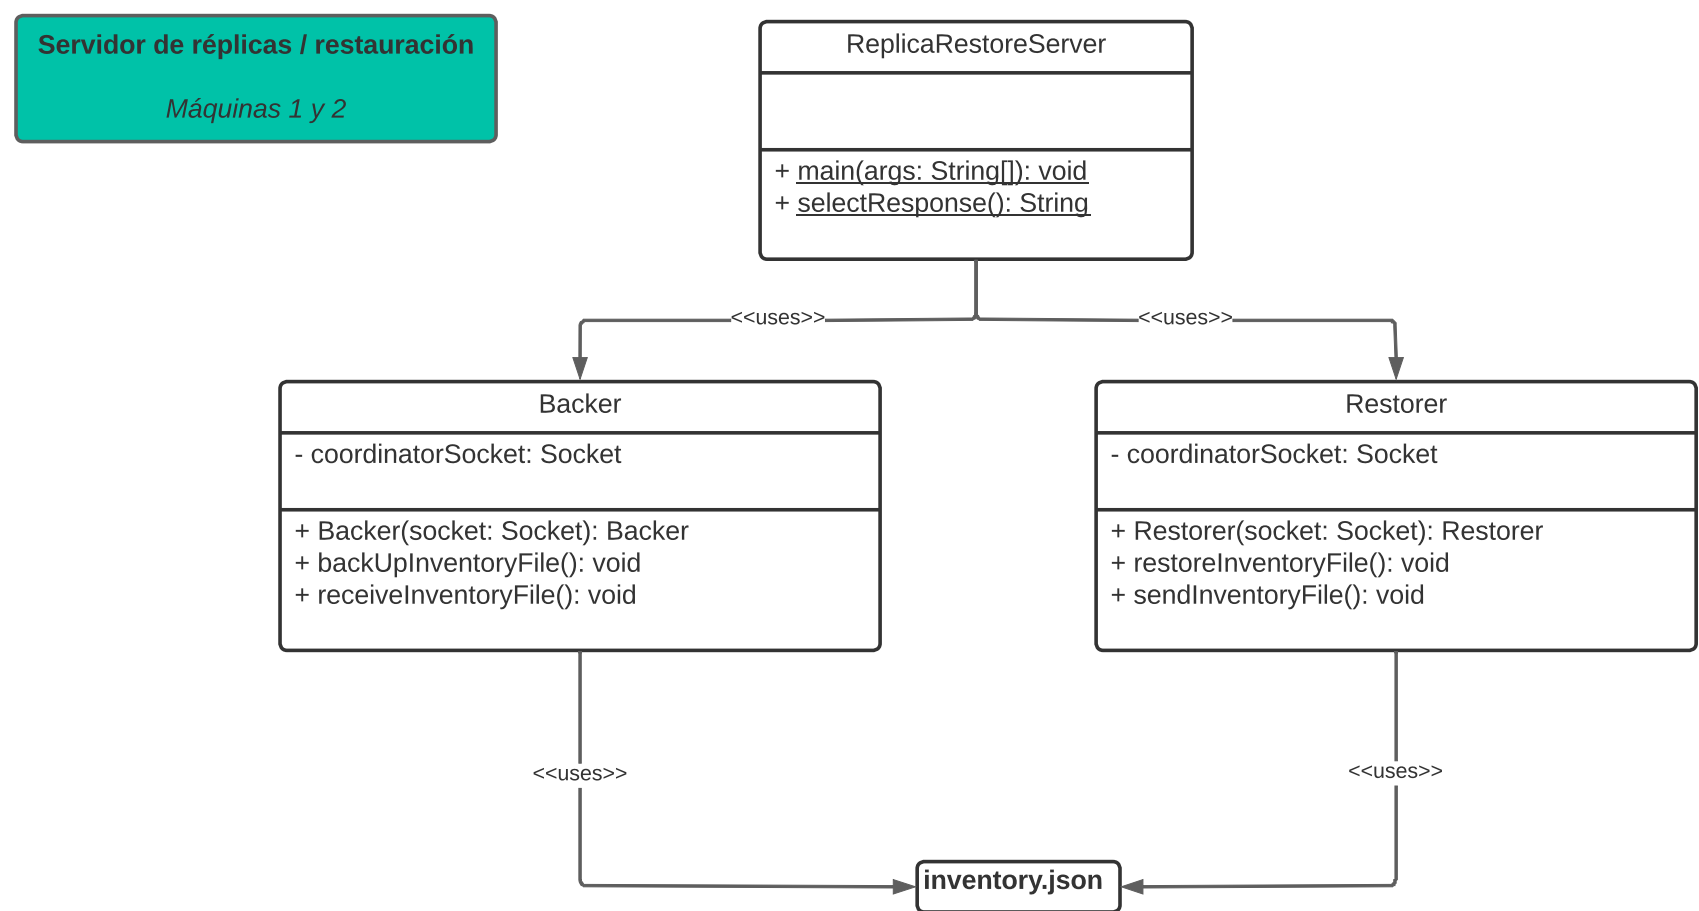 Servidor de réplicas / restauración
Máquinas 1 y 2
ReplicaRestoreServer
+ main(args: String[]): void
+ selectResponse(): String
<<uses>>
<<uses>>
Backer
- coordinatorSocket: Socket
+ Backer(socket: Socket): Backer
+ backUpInventoryFile(): void
+ receiveInventoryFile(): void
Restorer
- coordinatorSocket: Socket
+ Restorer(socket: Socket): Restorer
+ restoreInventoryFile(): void
+ sendInventoryFile(): void
<<uses>>
<<uses>>
inventory.json